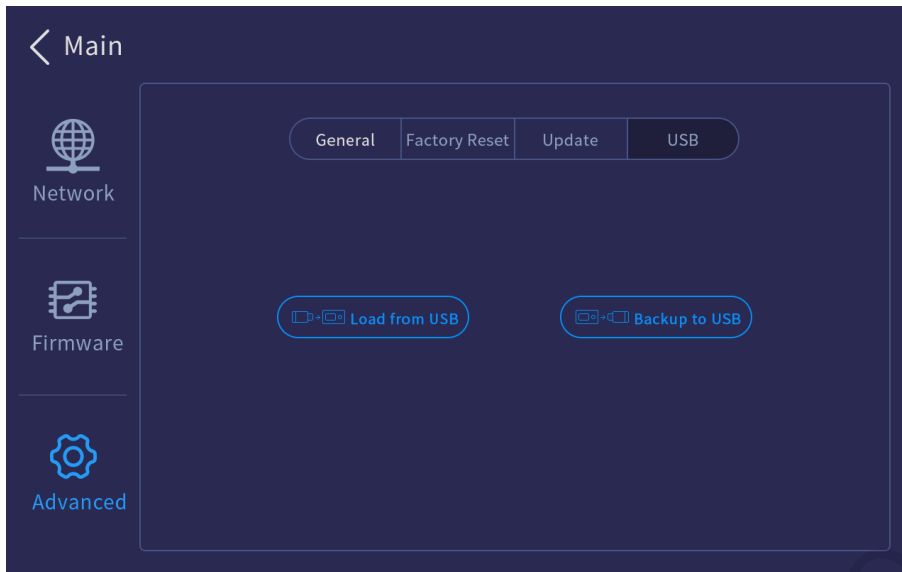 Main
General Factory Reset Update USB
Network
Load from USB Backup to USB
Firmware
Advanced